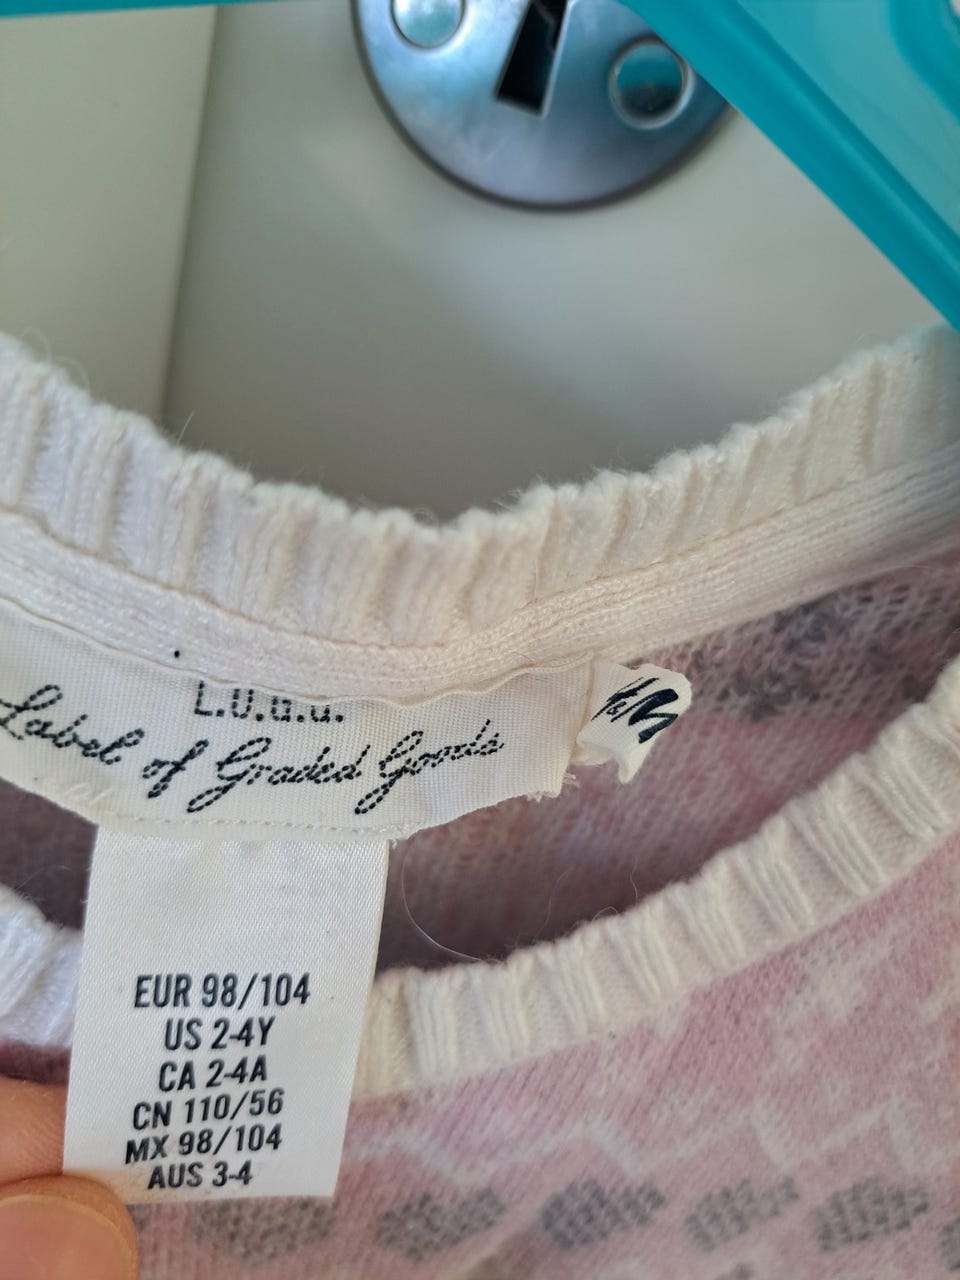 L.O.G.G.
Label of Graded Goods
H&M
EUR 98/104
US 2-4Y
CA 2-4A
CN 110/56
MX 98/104
AUS 3-4